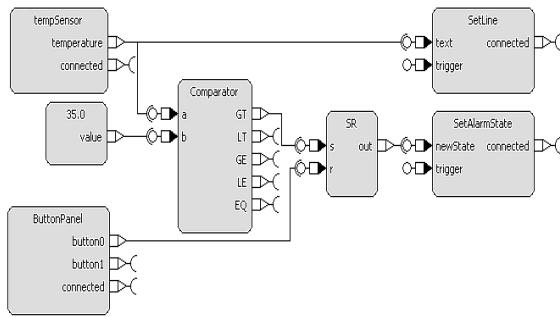 tempSensor
temperature
connected
35.0
value
ButtonPanel
button0
button1
connected
Comparator
a
b
GT
LT
GE
LE
EQ
SR
s
r
out
SetLine
text
connected
trigger
SetAlarmState
newState
connected
trigger